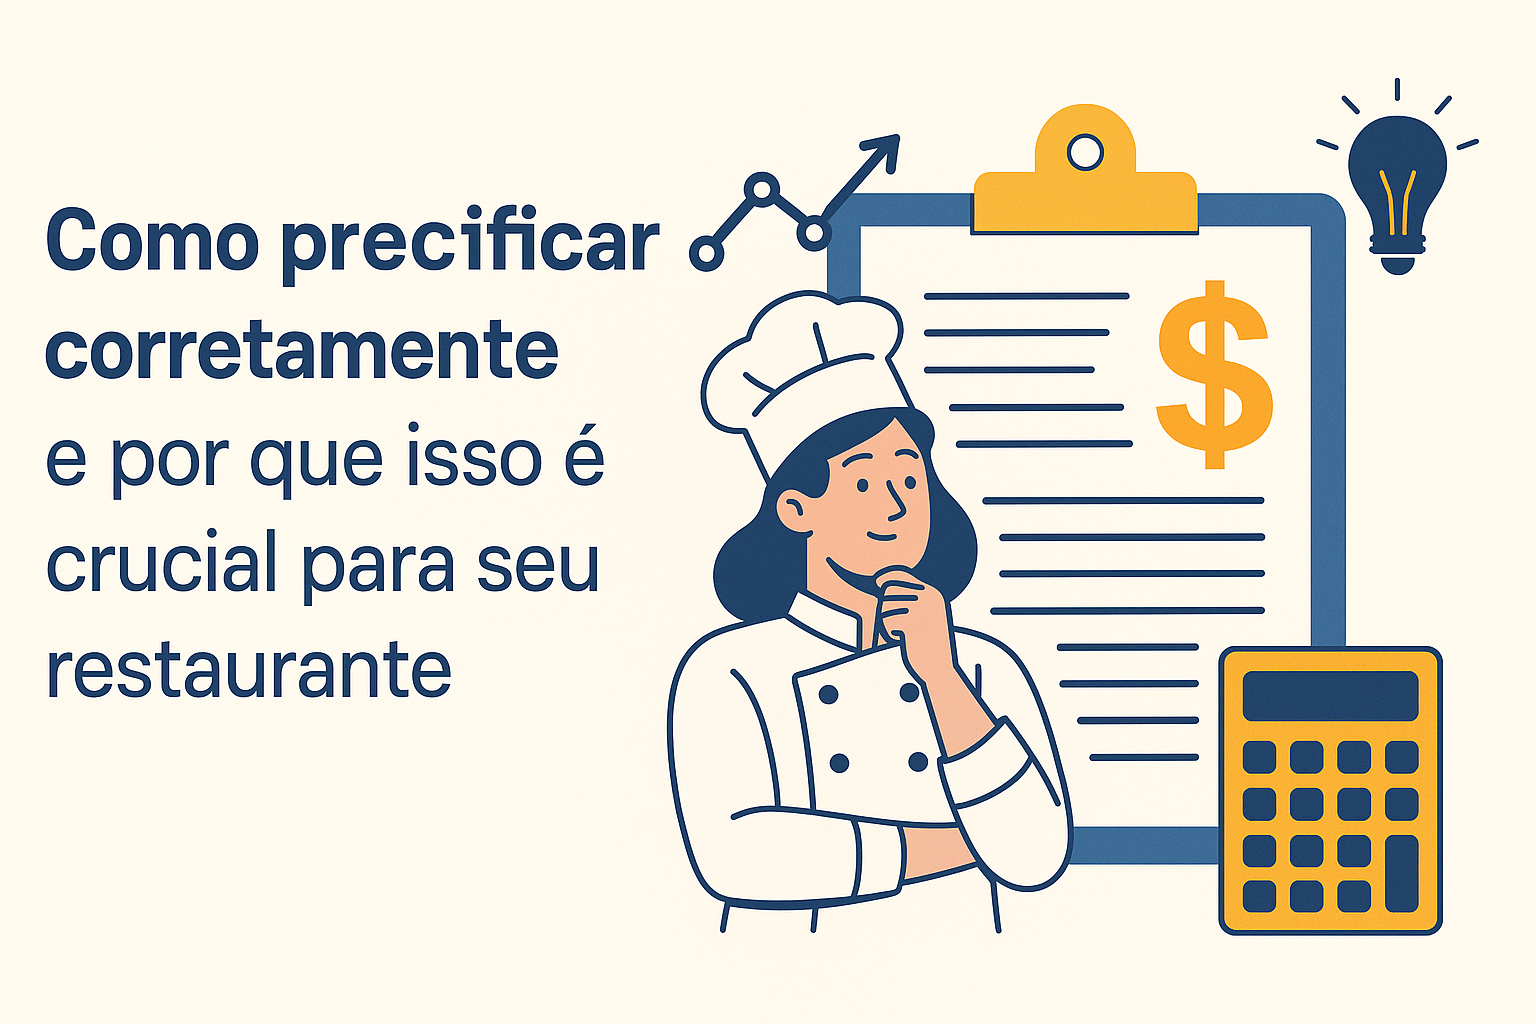 Como precificar
corretamente
e por que isso é
crucial para seu
restaurante
$